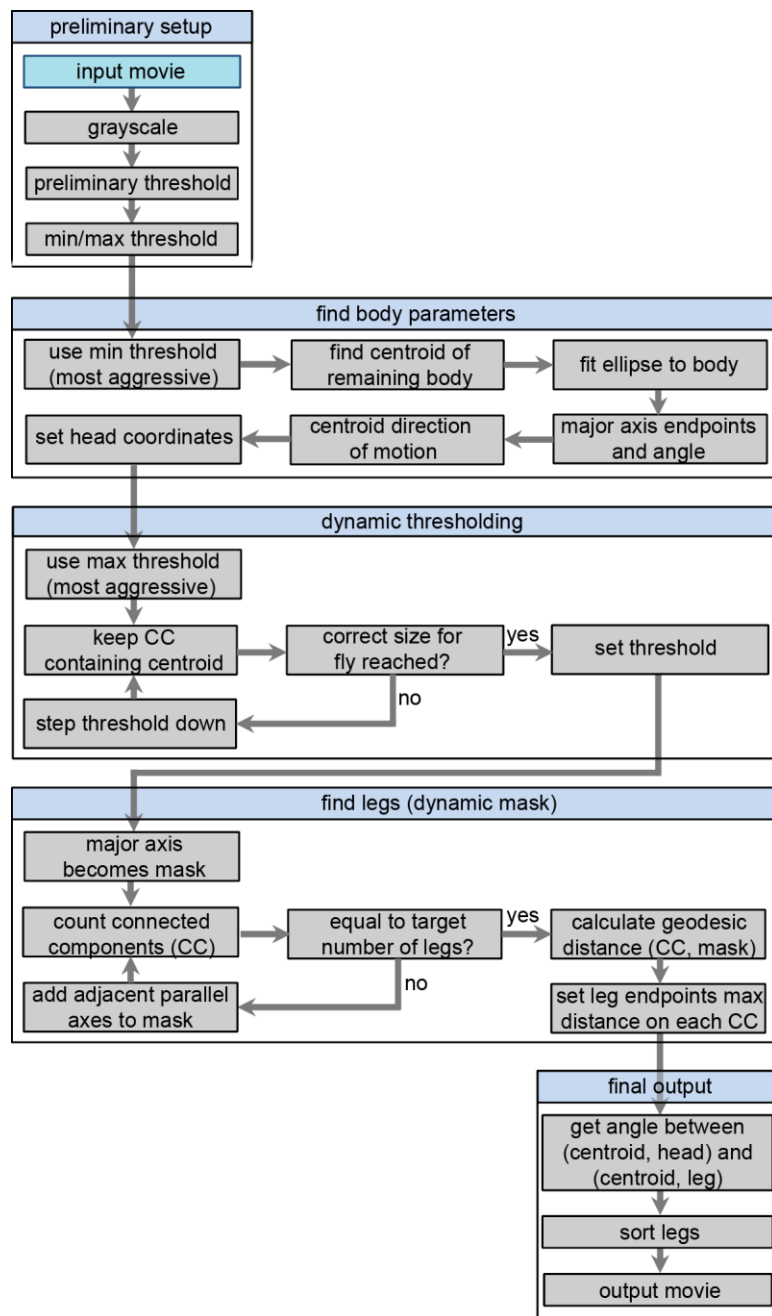 preliminary setup
input movie
grayscale
preliminary threshold
min/max threshold
find body parameters
use min threshold
(most aggressive)
find centroid of
remaining body
fit ellipse to body
major axis endpoints
and angle
centroid direction
of motion
set head coordinates
dynamic thresholding
use max threshold
(most aggressive)
keep CC
containing centroid
correct size for
fly reached?
yes
set threshold
no
step threshold down
find legs (dynamic mask)
major axis
becomes mask
count connected
components (CC)
equal to target
number of legs?
yes
calculate geodesic
distance (CC, mask)
no
add adjacent parallel
axes to mask
set leg endpoints max
distance on each CC
final output
get angle between
(centroid, head) and
(centroid, leg)
sort legs
output movie